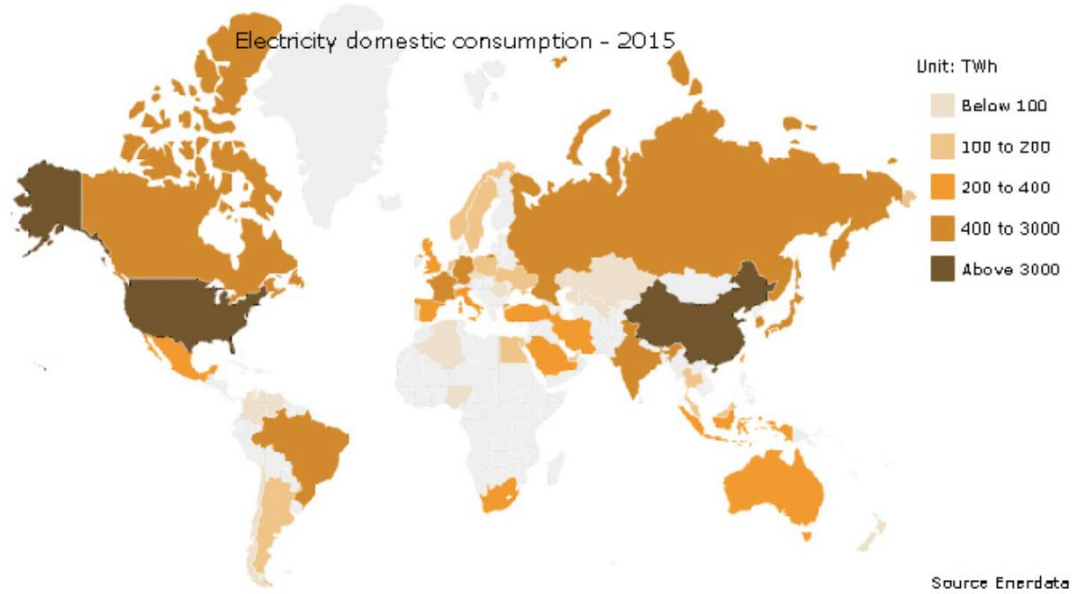 Electricity domestic consumption - 2015
Unit: TWh
Below 100
100 to 200
200 to 400
400 to 3000
Above 3000
Source Enerdata